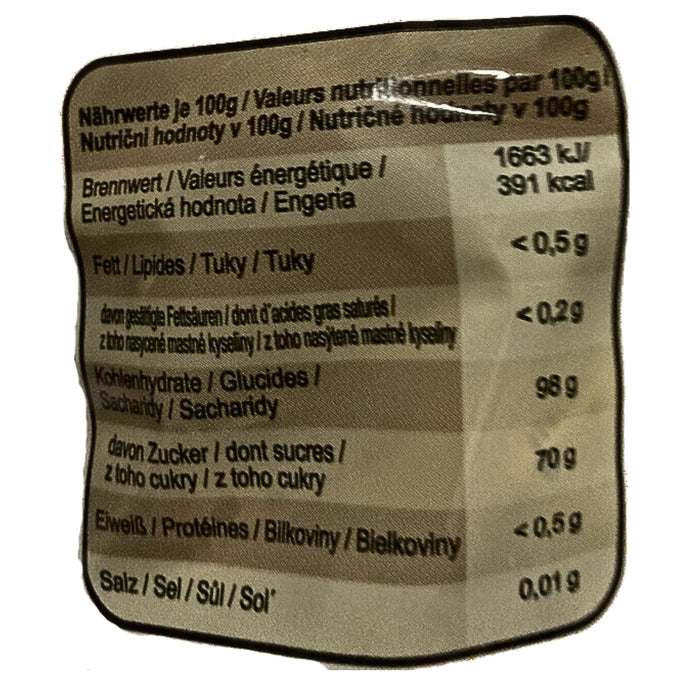 Nährwerte je 100g / Valeurs nutritionnelles par 100g /
Nutriční hodnoty v 100g / Nutričné hodnoty v 100g
Brennwert / Valeurs énergétique /
Energetická hodnota / Engeria
1663 kJ/
391 kcal
Fett / Lipides / Tuky / Tuky
< 0,5 g
davon gesättigte Fettsäuren / dont d'acides gras saturés /
z toho nasycené mastné kyseliny / z toho nasýtené mastné kyseliny
< 0,2 g
Kohlenhydrate / Glucides /
Sacharidy / Sacharidy
98 g
davon Zucker / dont sucres /
z toho cukry / z toho cukry
70 g
Eiweiß / Protéines / Bílkoviny / Bielkoviny
< 0,5 g
Salz / Sel / Sůl / Soľ
0,01 g